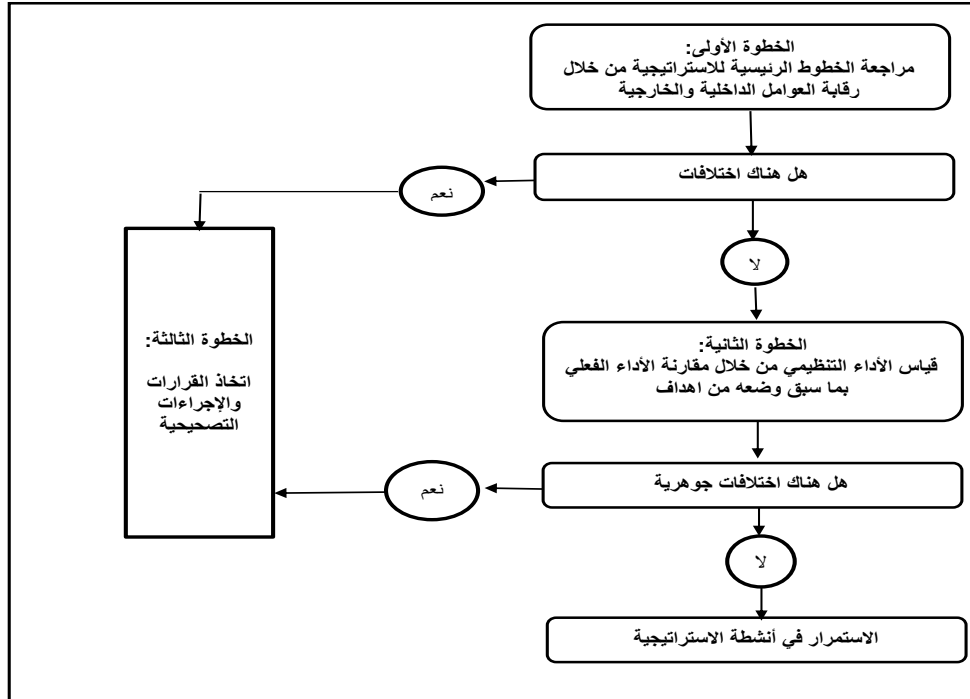 الخطوة الأولى:
مراجعة الخطوط الرئيسية للاستراتيجية من خلال
رقابة العوامل الداخلية والخارجية
هل هناك اختلافات
نعم
لا
الخطوة الثانية:
قياس الأداء التنظيمي من خلال مقارنة الأداء الفعلي
بما سبق وضعه من اهداف
الخطوة الثالثة:
اتخاذ القرارات
والإجراءات
التصحيحية
هل هناك اختلافات جوهرية
نعم
لا
الاستمرار في أنشطة الاستراتيجية